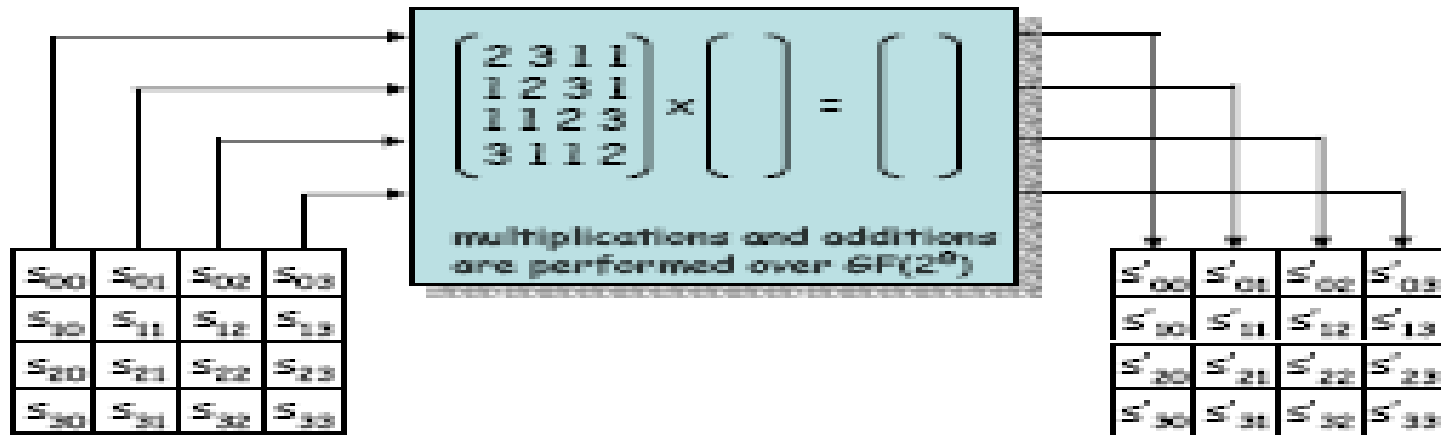 2 3 1 1
1 2 3 1
1 1 2 3
3 1 1 2
× =
multiplications and additions
are performed over GF(2⁸)
S₀₀ S₀₁ S₀₂ S₀₃
S₁₀ S₁₁ S₁₂ S₁₃
S₂₀ S₂₁ S₂₂ S₂₃
S₃₀ S₃₁ S₃₂ S₃₃
S'₀₀ S'₀₁ S'₀₂ S'₀₃
S'₁₀ S'₁₁ S'₁₂ S'₁₃
S'₂₀ S'₂₁ S'₂₂ S'₂₃
S'₃₀ S'₃₁ S'₃₂ S'₃₃